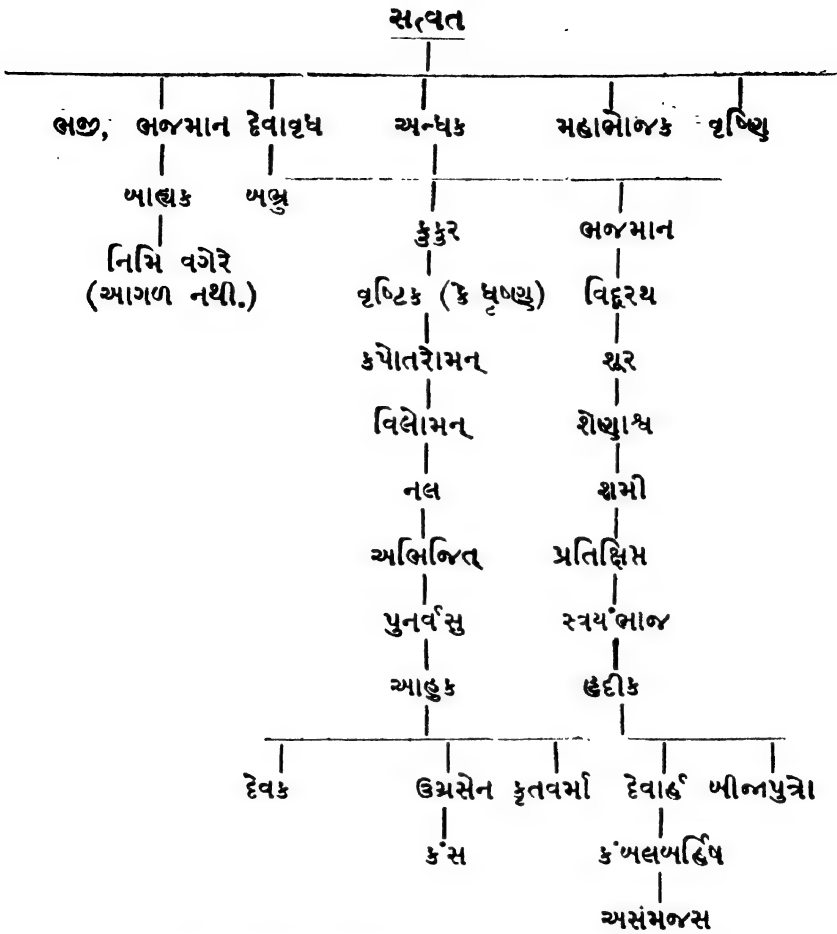 સત્વત
ભજી, ભજમાન દેવાવૃધ અન્ધક મહાભોજક વૃષ્ણિ
બાહ્યક બભ્રુ
કુકુર ભજમાન
નિમિ વગેરે
(આગળ નથી.) વૃષ્ટિક (કે ધૃષ્ણુ) વિદૂરથ
કપોતરોમન્ શૂર
વિલોમન્ શેણાશ્વ
નલ શમી
અભિજિત્ પ્રતિક્ષિપ્ત
પુનર્વસુ સ્ત્રયંભોજ
આહુક હૃદીક
દેવક ઉગ્રસેન કૃતવર્મા દેવાર્હ બીજાપુત્રો
કંસ કંબલબર્હિષ
અસંમજસ